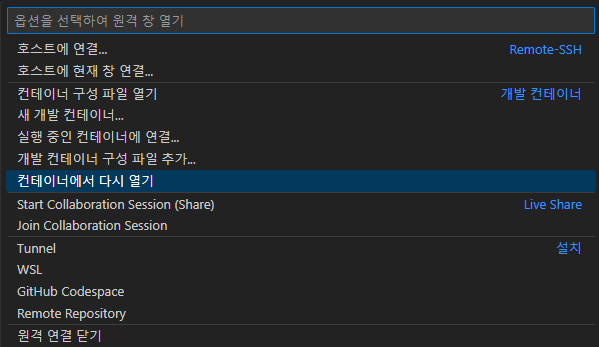 옵션을 선택하여 원격 창 열기
호스트에 연결... Remote-SSH
호스트에 현재 창 연결...
컨테이너 구성 파일 열기 개발 컨테이너
새 개발 컨테이너...
실행 중인 컨테이너에 연결...
개발 컨테이너 구성 파일 추가...
컨테이너에서 다시 열기
Start Collaboration Session (Share) Live Share
Join Collaboration Session
Tunnel 설치
WSL
GitHub Codespace
Remote Repository
원격 연결 닫기